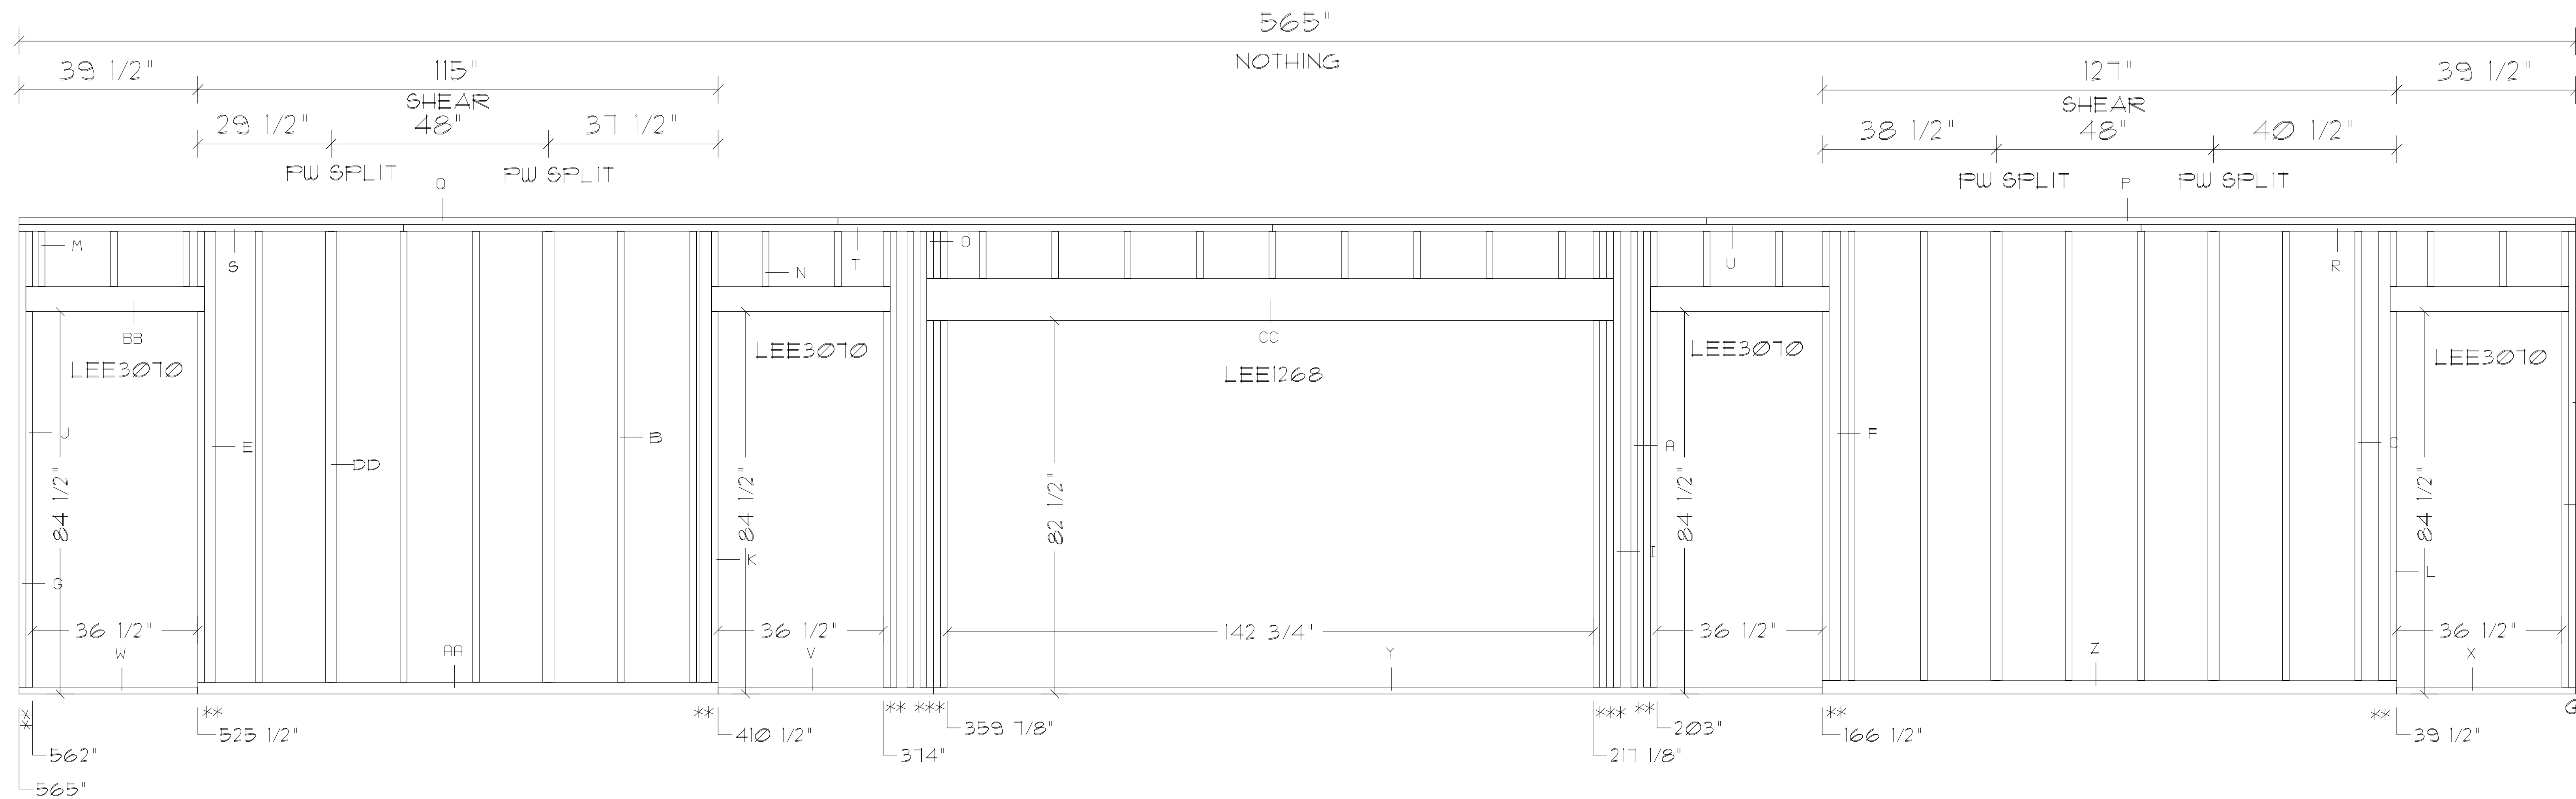 565"
NOTHING
39 1/2" 115" 127" 39 1/2"
SHEAR SHEAR
29 1/2" 48" 37 1/2" 38 1/2" 48" 40 1/2"
PW SPLIT PW SPLIT PW SPLIT PW SPLIT
Q P
M S N T O U R
BB CC
LEE3070 LEE3070 LEE1268 LEE3070 LEE3070
J E DD B A F C
84 1/2" 84 1/2" 82 1/2" 84 1/2" 84 1/2"
G K I L
36 1/2" 36 1/2" 142 3/4" 36 1/2" 36 1/2"
W AA V Y Z X
** ** ** ** *** *** ** ** **
525 1/2" 410 1/2" 359 7/8" 203" 166 1/2" 39 1/2"
562" 374" 217 1/8"
565"